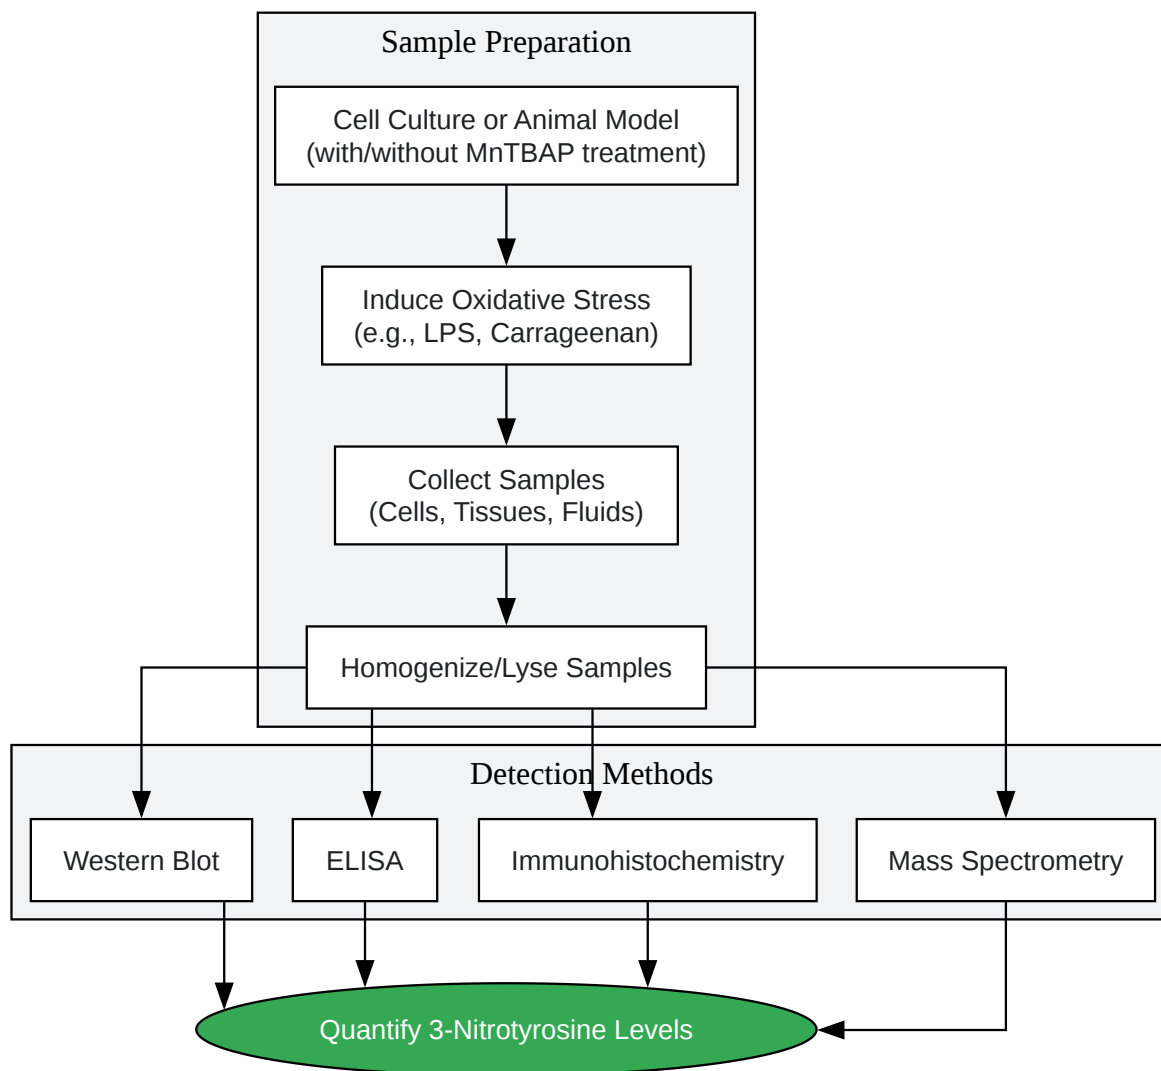 Sample Preparation
Cell Culture or Animal Model
(with/without MnTBAP treatment)
Induce Oxidative Stress
(e.g., LPS, Carrageenan)
Collect Samples
(Cells, Tissues, Fluids)
Homogenize/Lyse Samples
Detection Methods
Western Blot
ELISA
Immunohistochemistry
Mass Spectrometry
Quantify 3-Nitrotyrosine Levels